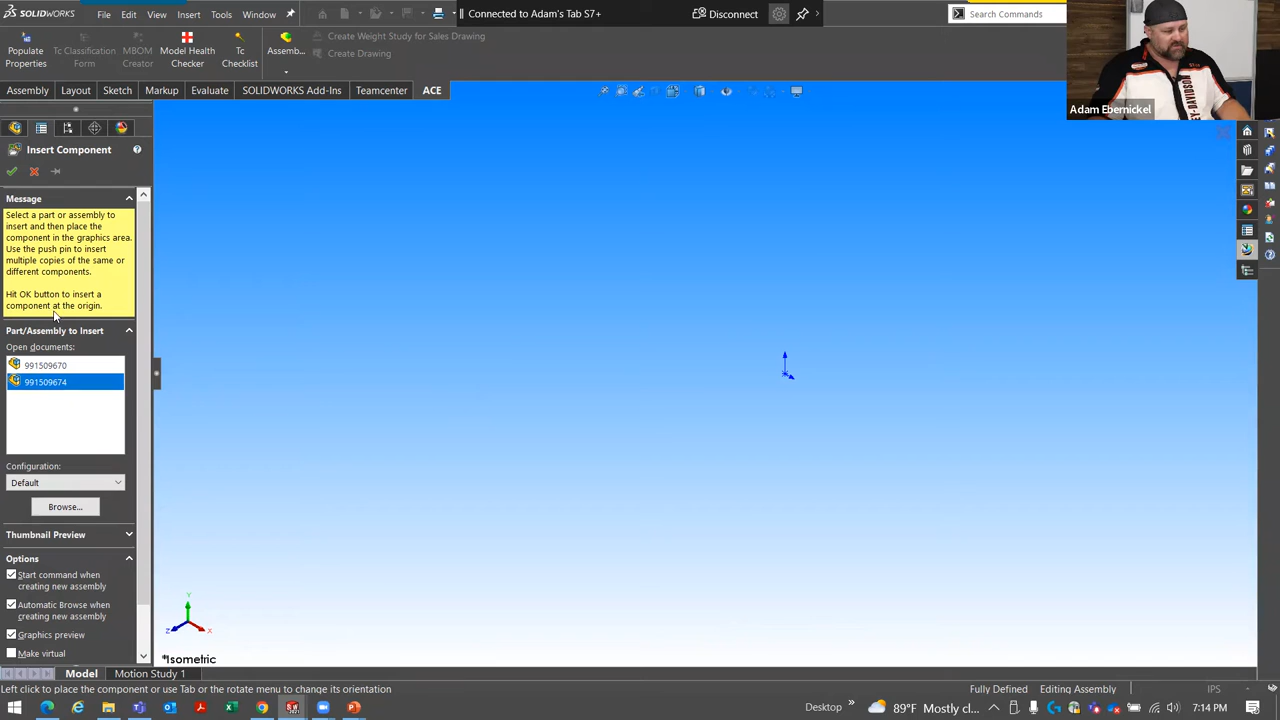 SOLIDWORKS
File Edit View Insert Tools Window
Connected to Adam's Tab S7+
Disconnect
Search Commands
Populate Properties
Tc Classification Form
MBOM Creator
Model Health Checker
Tc Checklist
Assemb...
Create Weight Study for Sales Drawing
Create Drawing
Assembly Layout Sketch Markup Evaluate SOLIDWORKS Add-Ins Teamcenter ACE
Adam Ebernickel
Insert Component
Message
Select a part or assembly to
insert and then place the
component in the graphics area.
Use the push pin to insert
multiple copies of the same or
different components.
Hit OK button to insert a
component at the origin.
Part/Assembly to Insert
Open documents:
991509670
991509674
Configuration:
Default
Browse...
Thumbnail Preview
Options
Start command when
creating new assembly
Automatic Browse when
creating new assembly
Graphics preview
Make virtual
Y
Z X
*Isometric
Model Motion Study 1
Left click to place the component or use Tab or the rotate menu to change its orientation
Fully Defined Editing Assembly IPS
Desktop
89°F Mostly cl...
7:14 PM